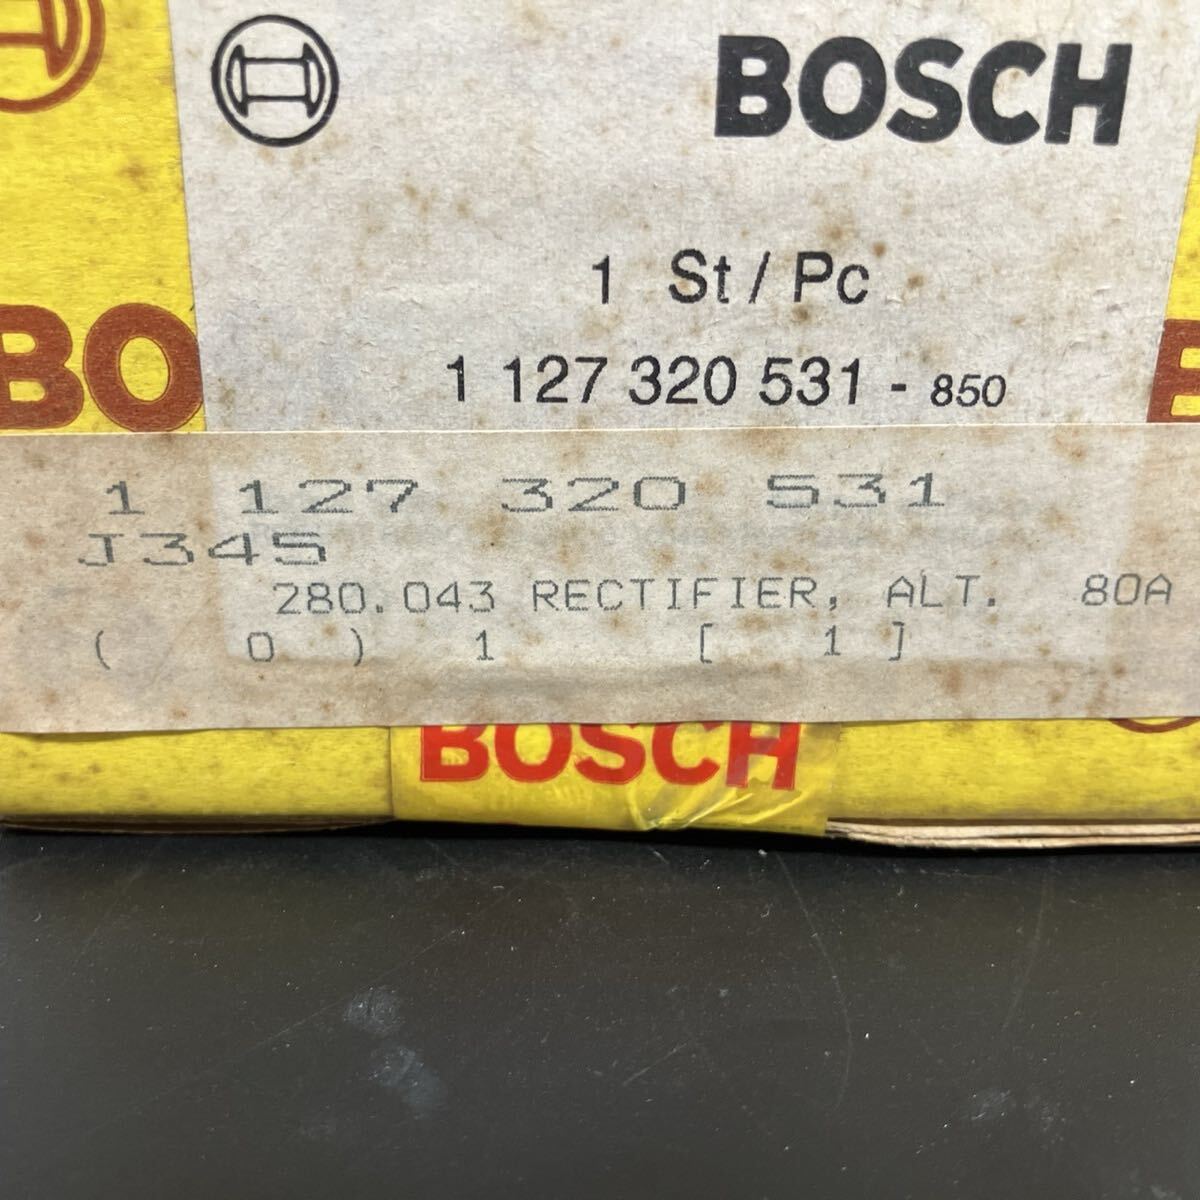 BOSCH
1 St / Pc
BO
1 127 320 531 - 850
1 127 320 531
J345
280.043 RECTIFIER, ALT. 80A
( 0 ) 1 [ 1 ]
BOSCH